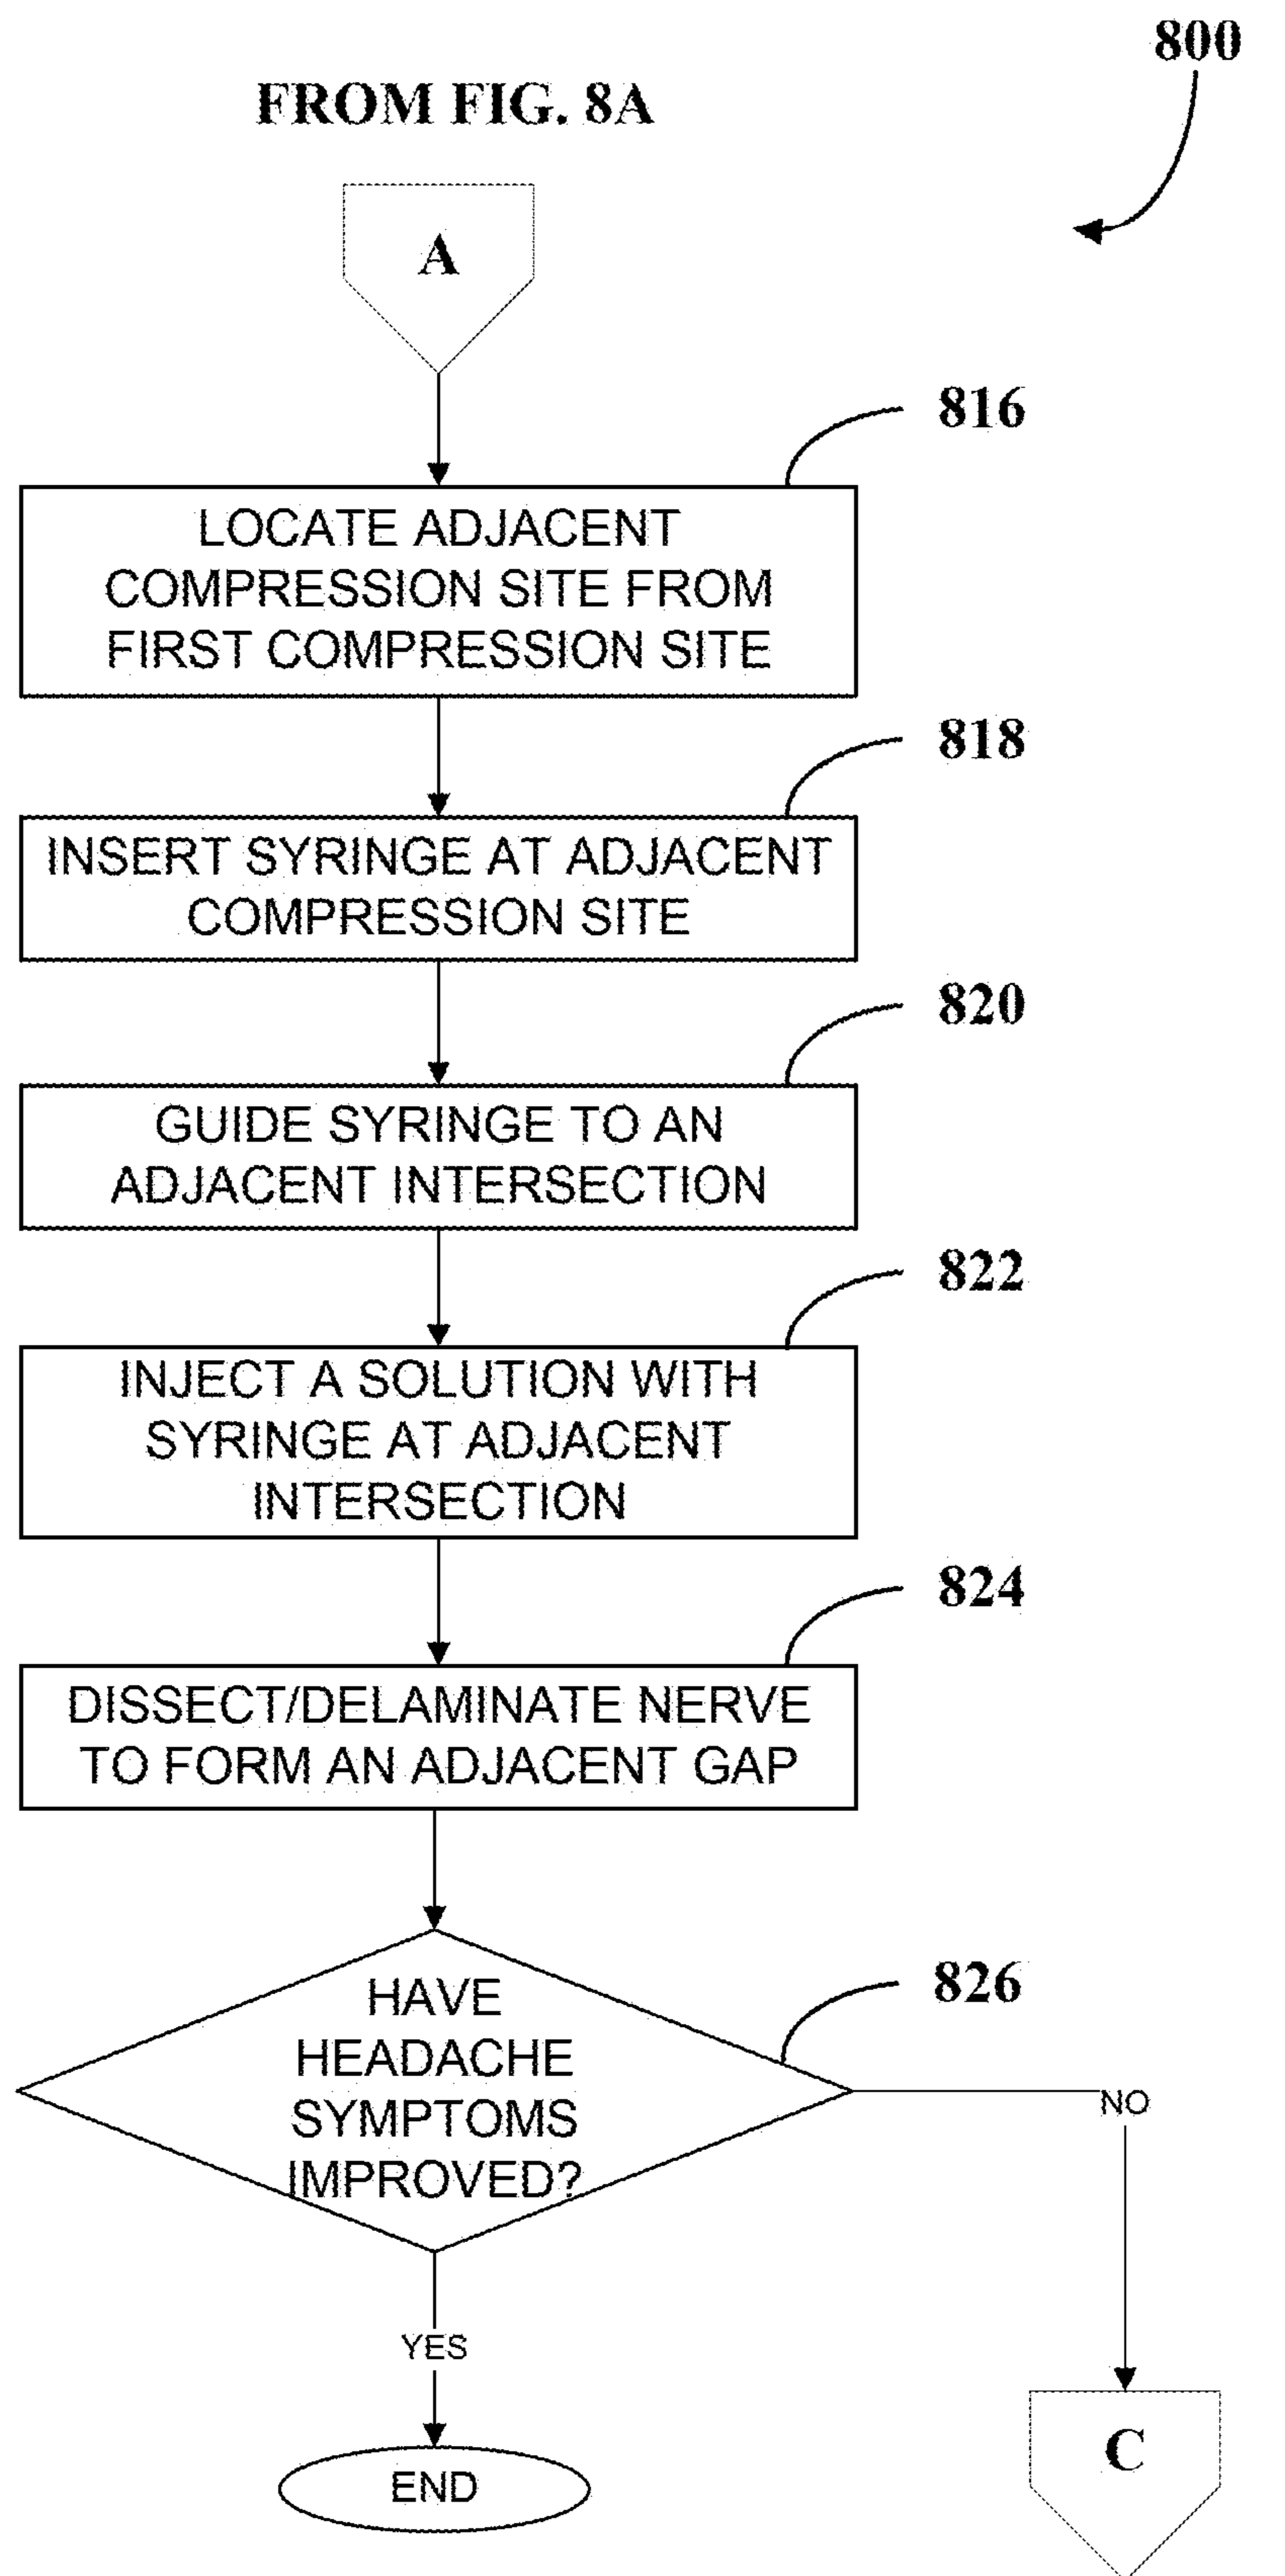 800
FROM FIG. 8A
A
816
LOCATE ADJACENT
COMPRESSION SITE FROM
FIRST COMPRESSION SITE
818
INSERT SYRINGE AT ADJACENT
COMPRESSION SITE
820
GUIDE SYRINGE TO AN
ADJACENT INTERSECTION
822
INJECT A SOLUTION WITH
SYRINGE AT ADJACENT
INTERSECTION
824
DISSECT/DELAMINATE NERVE
TO FORM AN ADJACENT GAP
826
HAVE
HEADACHE
SYMPTOMS
IMPROVED?
NO
YES
END
C